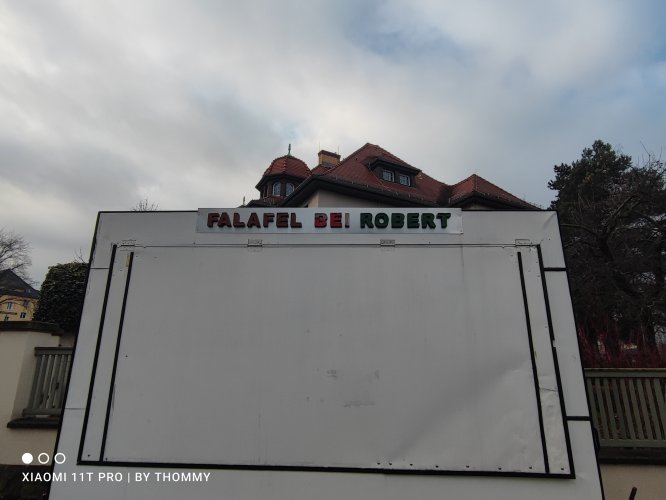 FALAFEL BEI ROBERT
XIAOMI 11T PRO | BY THOMMY